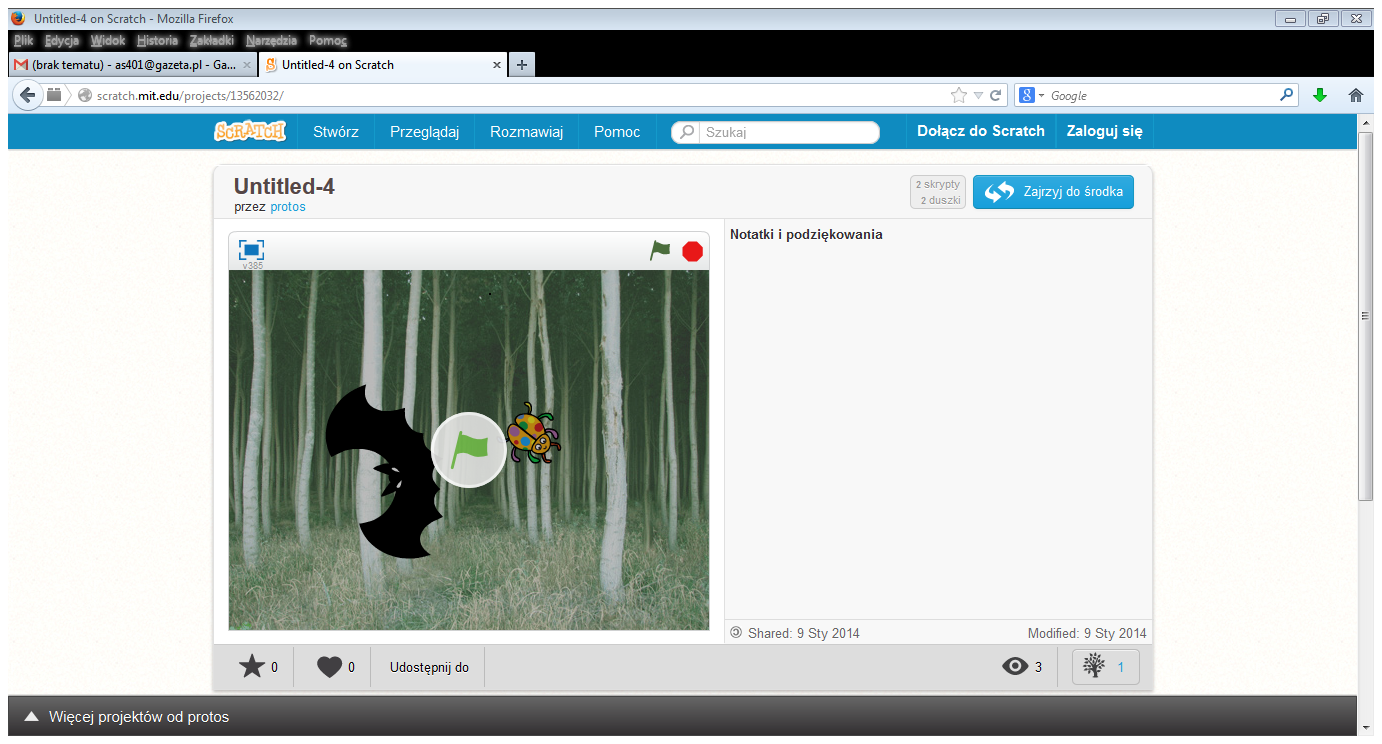 Untitled-4 on Scratch - Mozilla Firefox
Plik Edycja Widok Historia Zakładki Narzędzia Pomoc
(brak tematu) - as401@gazeta.pl - Ga... Untitled-4 on Scratch
scratch.mit.edu/projects/13562032/ Google
SCRATCH Stwórz Przeglądaj Rozmawiaj Pomoc Szukaj Dołącz do Scratch Zaloguj się
Untitled-4
przez protos
2 skrypty
2 duszki
Zajrzyj do środka
v385
Notatki i podziękowania
Shared: 9 Sty 2014 Modified: 9 Sty 2014
0 0 Udostępnij do 3 1
Więcej projektów od protos